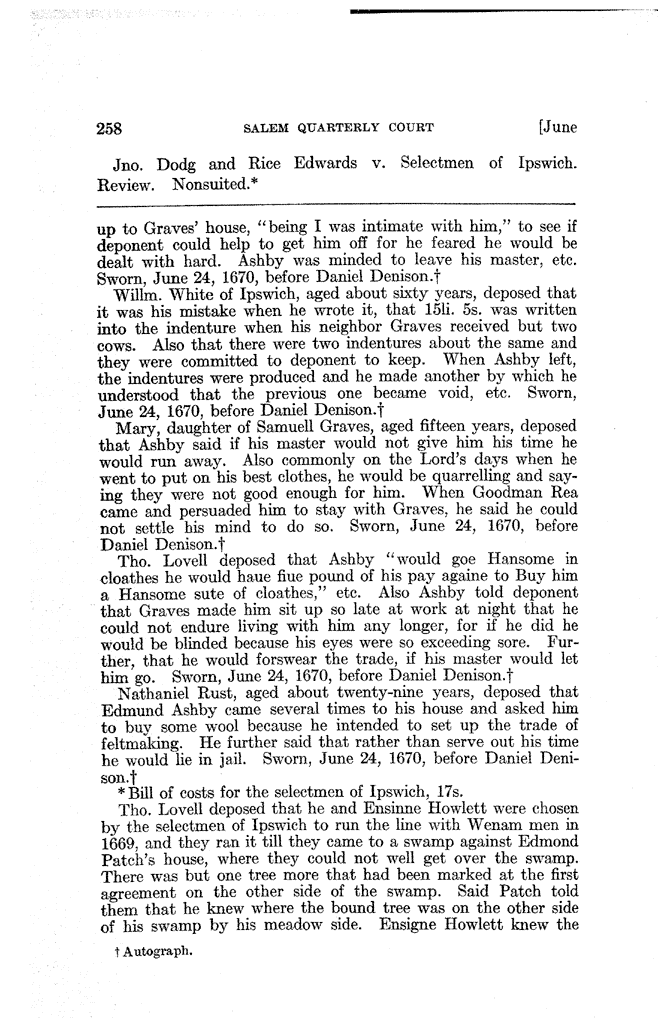 258 SALEM QUARTERLY COURT [June
Jno. Dodg and Rice Edwards v. Selectmen of Ipswich.
Review. Nonsuited.*
up to Graves' house, "being I was intimate with him," to see if
deponent could help to get him off for he feared he would be
dealt with hard. Ashby was minded to leave his master, etc.
Sworn, June 24, 1670, before Daniel Denison.†
Willm. White of Ipswich, aged about sixty years, deposed that
it was his mistake when he wrote it, that 15li. 5s. was written
into the indenture when his neighbor Graves received but two
cows. Also that there were two indentures about the same and
they were committed to deponent to keep. When Ashby left,
the indentures were produced and he made another by which he
understood that the previous one became void, etc. Sworn,
June 24, 1670, before Daniel Denison.†
Mary, daughter of Samuell Graves, aged fifteen years, deposed
that Ashby said if his master would not give him his time he
would run away. Also commonly on the Lord's days when he
went to put on his best clothes, he would be quarrelling and say-
ing they were not good enough for him. When Goodman Rea
came and persuaded him to stay with Graves, he said he could
not settle his mind to do so. Sworn, June 24, 1670, before
Daniel Denison.†
Tho. Lovell deposed that Ashby "would goe Hansome in
cloathes he would haue fiue pound of his pay againe to Buy him
a Hansome sute of cloathes," etc. Also Ashby told deponent
that Graves made him sit up so late at work at night that he
could not endure living with him any longer, for if he did he
would be blinded because his eyes were so exceeding sore. Fur-
ther, that he would forswear the trade, if his master would let
him go. Sworn, June 24, 1670, before Daniel Denison.†
Nathaniel Rust, aged about twenty-nine years, deposed that
Edmund Ashby came several times to his house and asked him
to buy some wool because he intended to set up the trade of
feltmaking. He further said that rather than serve out his time
he would lie in jail. Sworn, June 24, 1670, before Daniel Deni-
son.†
*Bill of costs for the selectmen of Ipswich, 17s.
Tho. Lovell deposed that he and Ensinne Howlett were chosen
by the selectmen of Ipswich to run the line with Wenam men in
1669, and they ran it till they came to a swamp against Edmond
Patch's house, where they could not well get over the swamp.
There was but one tree more that had been marked at the first
agreement on the other side of the swamp. Said Patch told
them that he knew where the bound tree was on the other side
of his swamp by his meadow side. Ensigne Howlett knew the
† Autograph.